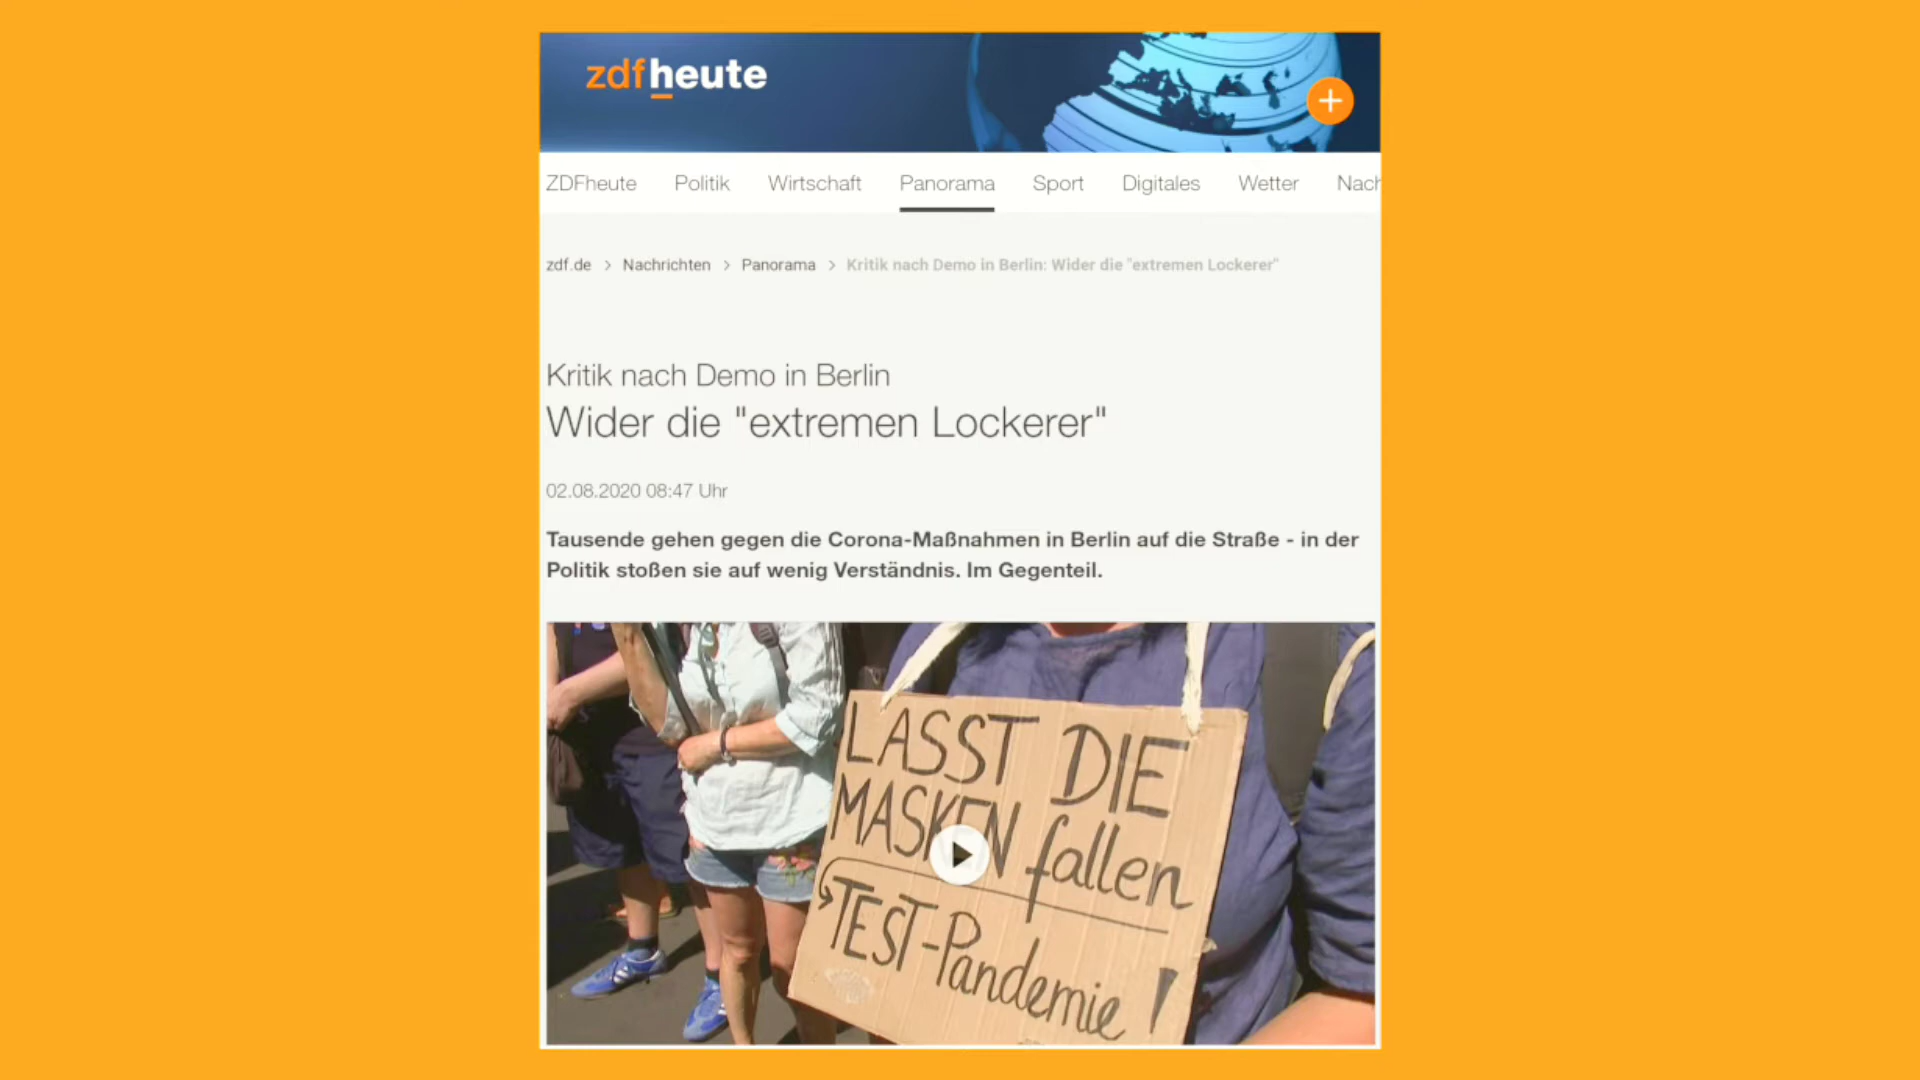 zdfheute
ZDFheute Politik Wirtschaft Panorama Sport Digitales Wetter Nach
zdf.de > Nachrichten > Panorama > Kritik nach Demo in Berlin: Wider die "extremen Lockerer"
Kritik nach Demo in Berlin
Wider die "extremen Lockerer"
02.08.2020 08:47 Uhr
Tausende gehen gegen die Corona-Maßnahmen in Berlin auf die Straße - in der
Politik stoßen sie auf wenig Verständnis. Im Gegenteil.
LASST DIE
MASKEN fallen
TEST-Pandemie!